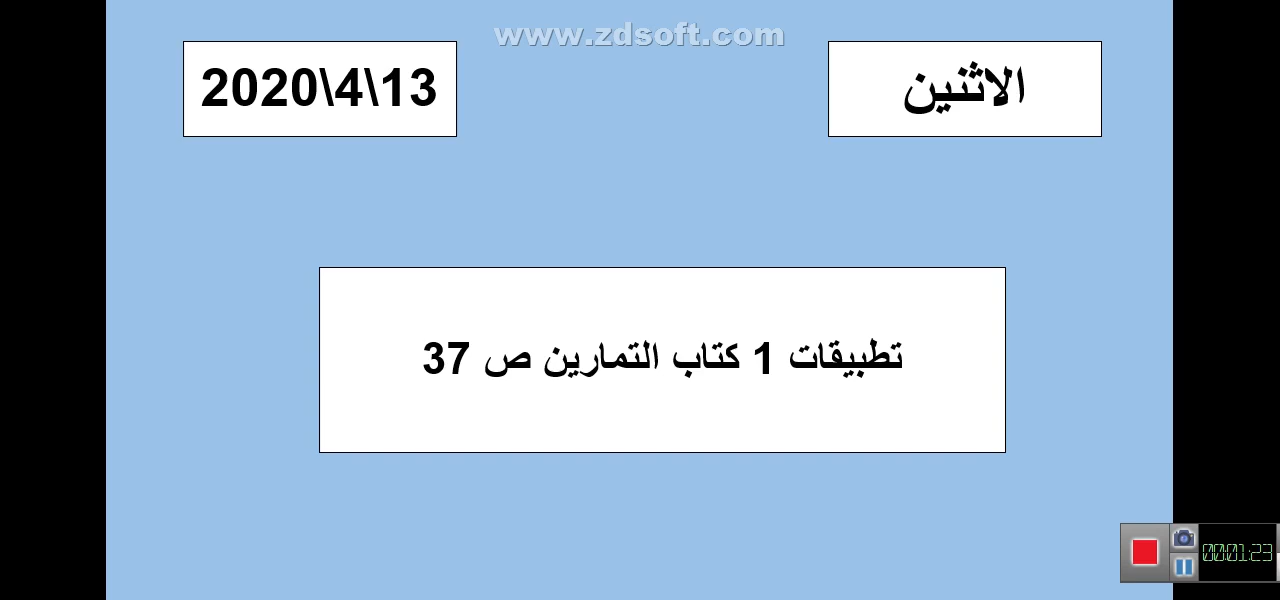 www.zdsoft.com
الاثنين
2020\4\13
تطبيقات 1 كتاب التمارين ص 37
00:01:23